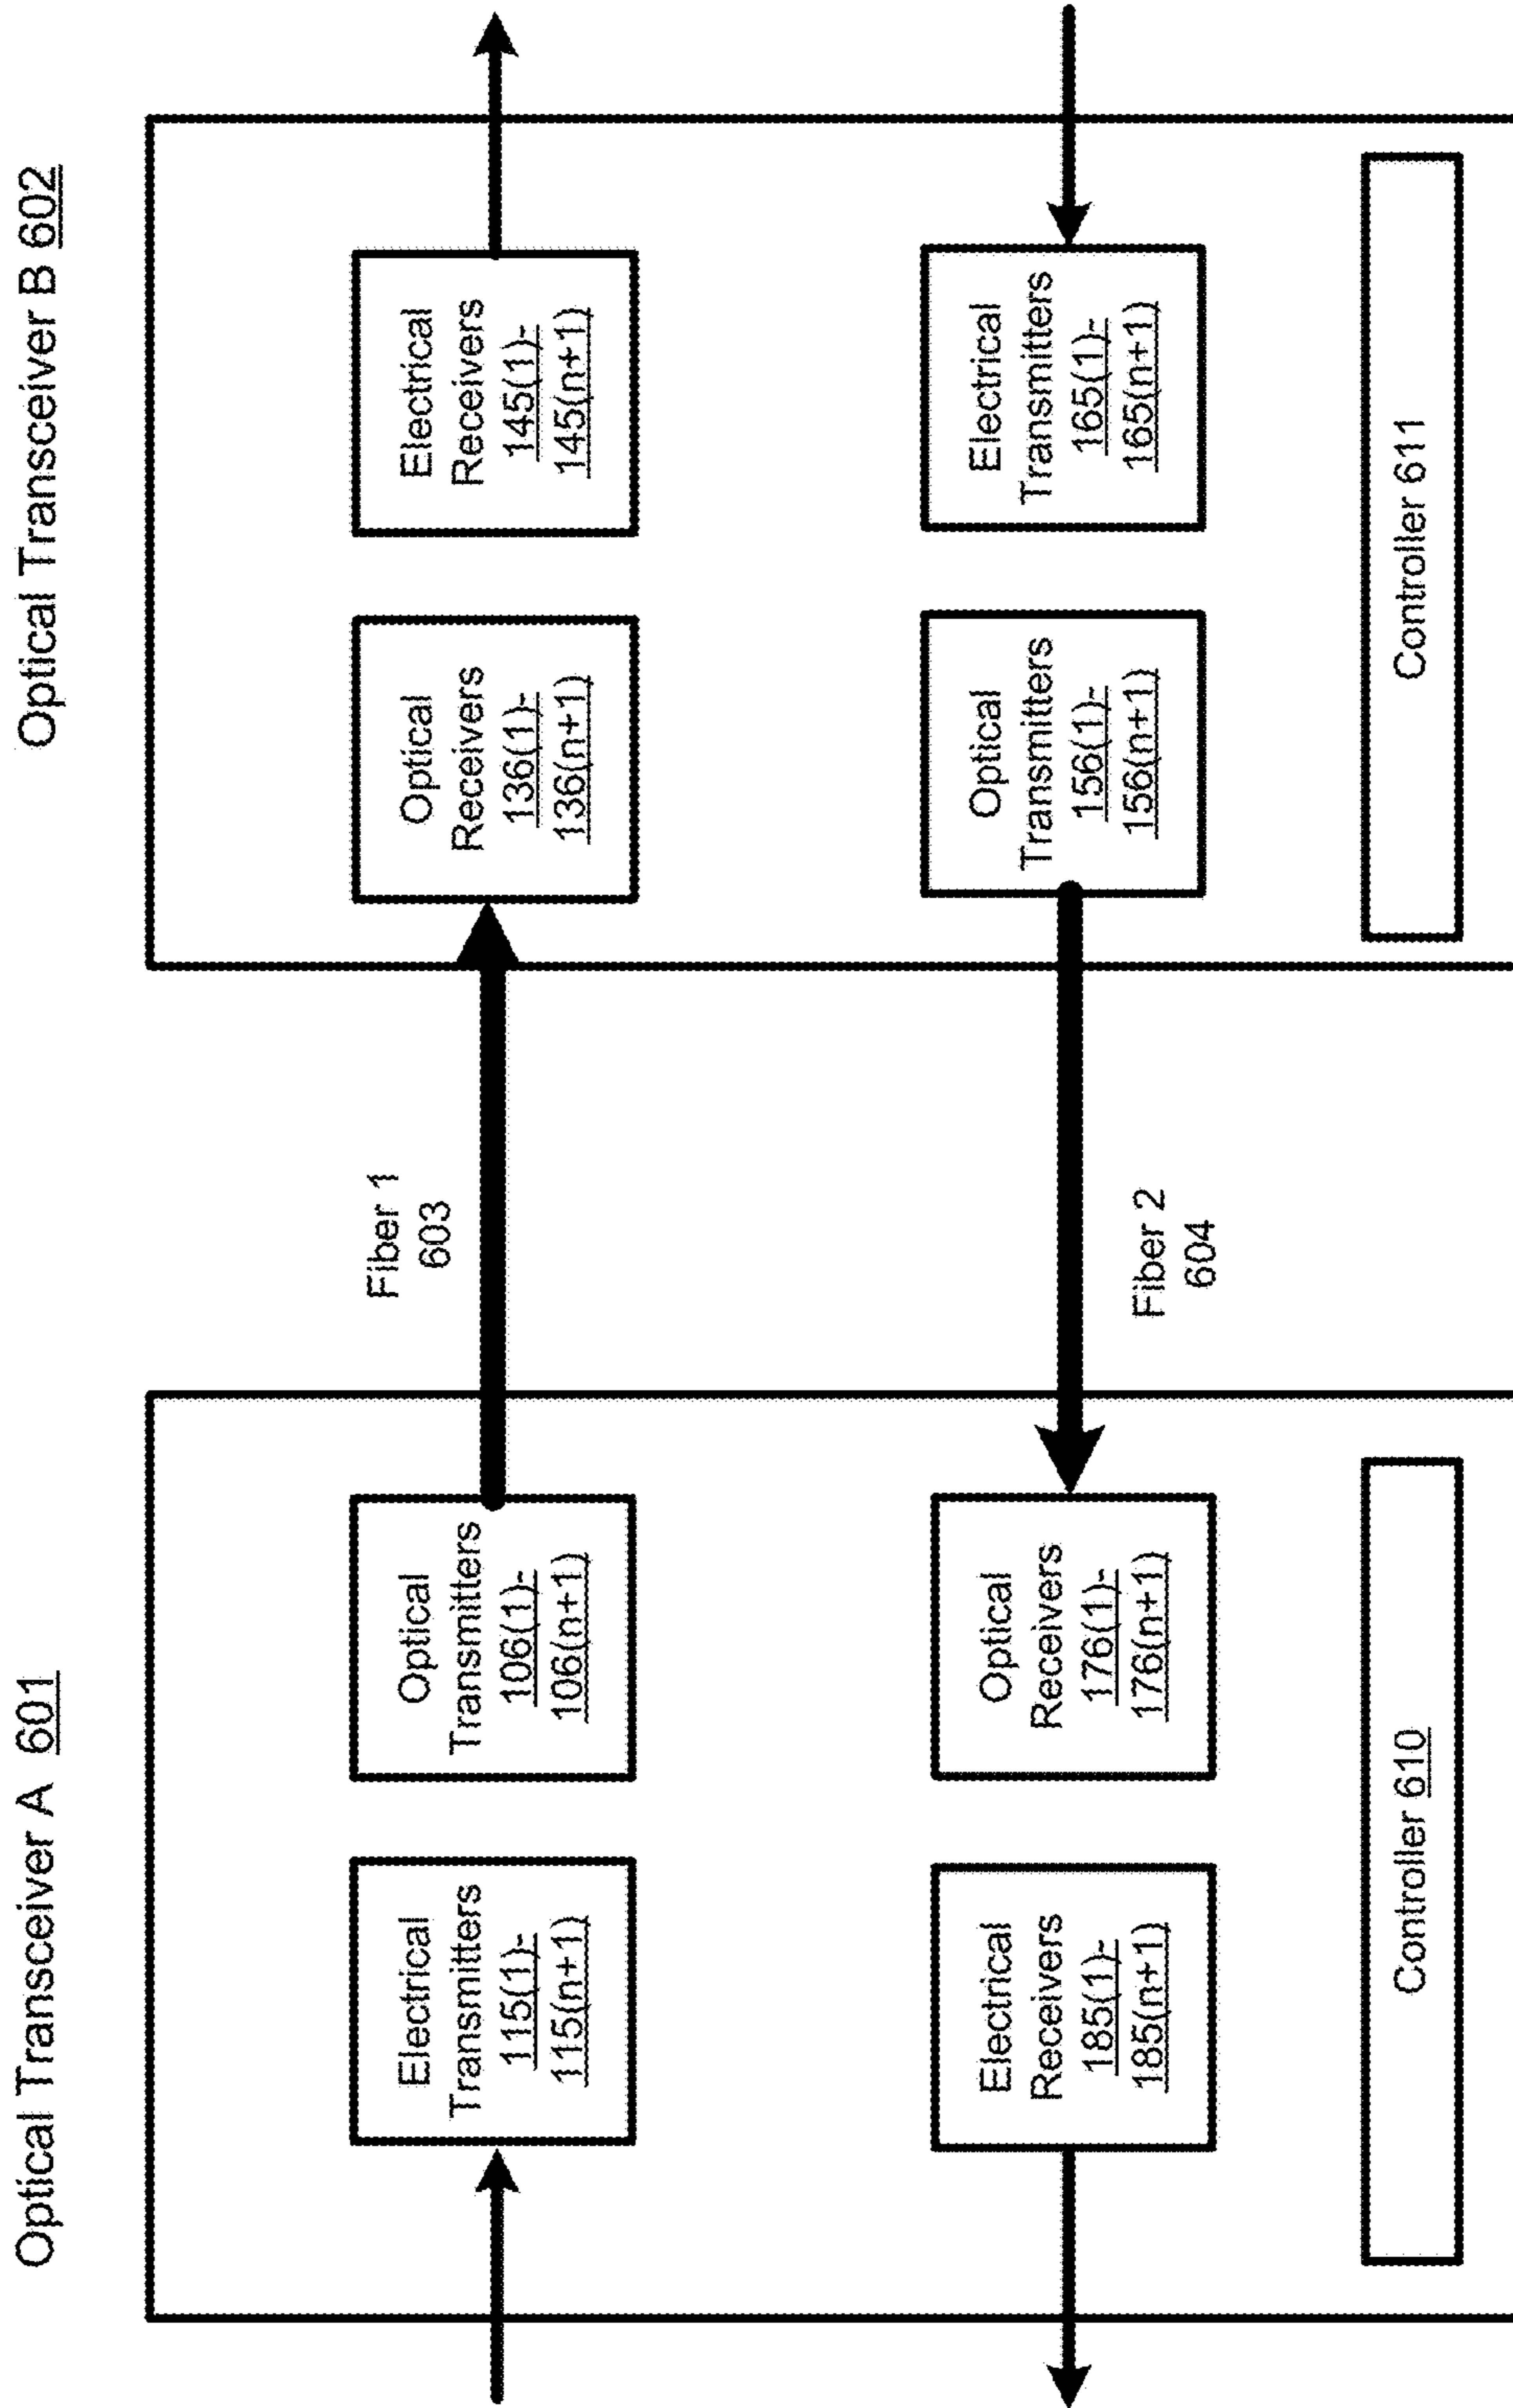 Optical Transceiver A 601
Electrical
Transmitters
115(1)-
115(n+1)
Optical
Transmitters
106(1)-
106(n+1)
Electrical
Receivers
185(1)-
185(n+1)
Optical
Receivers
176(1)-
176(n+1)
Controller 610
Fiber 1
603
Fiber 2
604
Optical Transceiver B 602
Optical
Receivers
136(1)-
136(n+1)
Electrical
Receivers
145(1)-
145(n+1)
Optical
Transmitters
156(1)-
156(n+1)
Electrical
Transmitters
165(1)-
165(n+1)
Controller 611